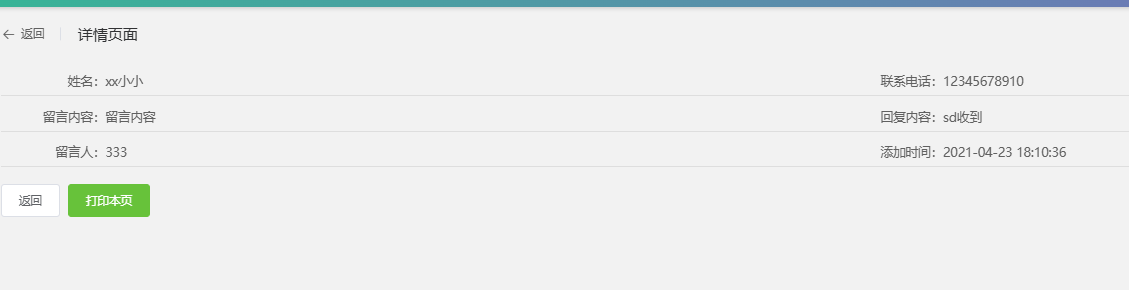 ← 返回 详情页面
姓名：xx小小 联系电话：12345678910
留言内容：留言内容 回复内容：sd收到
留言人：333 添加时间：2021-04-23 18:10:36
返回 打印本页